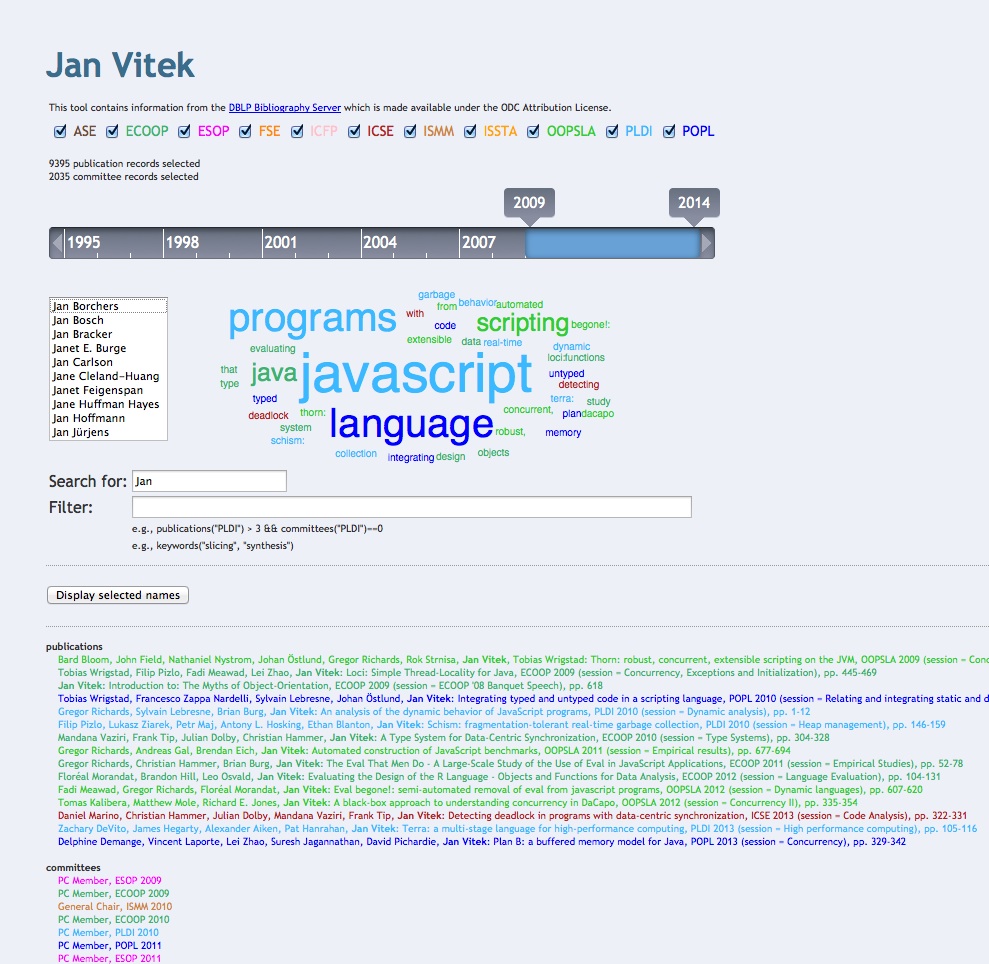 Jan Vitek
This tool contains information from the DBLP Bibliography Server which is made available under the ODC Attribution License.
ASE ECOOP ESOP FSE ICFP ICSE ISMM ISSTA OOPSLA PLDI POPL
9395 publication records selected
2035 committee records selected
2009 2014
1995 1998 2001 2004 2007
Jan Borchers
Jan Bosch
Jan Bracker
Janet E. Burge
Jan Carlson
Jane Cleland-Huang
Janet Feigenspan
Jane Huffman Hayes
Jan Hoffmann
Jan Jürjens
garbage
from behavior automated
programs with code scripting begone!:
extensible data real-time
evaluating dynamic
loci: functions
that java javascript untyped
type detecting
typed terra: study
deadlock thorn: language concurrent, plan dacapo
system robust, memory
schism:
collection integrating design objects
Search for: Jan
Filter:
e.g., publications("PLDI") > 3 && committees("PLDI")==0
e.g., keywords("slicing", "synthesis")
Display selected names
publications
Bard Bloom, John Field, Nathaniel Nystrom, Johan Östlund, Gregor Richards, Rok Strnisa, Jan Vitek, Tobias Wrigstad: Thorn: robust, concurrent, extensible scripting on the JVM, OOPSLA 2009 (session = Conc
Tobias Wrigstad, Filip Pizlo, Fadi Meawad, Lei Zhao, Jan Vitek: Loci: Simple Thread-Locality for Java, ECOOP 2009 (session = Concurrency, Exceptions and Initialization), pp. 445-469
Jan Vitek: Introduction to: The Myths of Object-Orientation, ECOOP 2009 (session = ECOOP '08 Banquet Speech), pp. 618
Tobias Wrigstad, Francesco Zappa Nardelli, Sylvain Lebresne, Johan Östlund, Jan Vitek: Integrating typed and untyped code in a scripting language, POPL 2010 (session = Relating and integrating static and d
Gregor Richards, Sylvain Lebresne, Brian Burg, Jan Vitek: An analysis of the dynamic behavior of JavaScript programs, PLDI 2010 (session = ), pp. 1-12
Filip Pizlo, Lukasz Ziarek, Petr Maj, Antony L. Hosking, Ethan Blanton, Jan Vitek: Schism: fragmentation-tolerant real-time garbage collection, PLDI 2010 (session = Heap management), pp. 146-159
Mandana Vaziri, Frank Tip, Julian Dolby, Christian Hammer, Jan Vitek: A Type System for Data-Centric Synchronization, ECOOP 2010 (session = Type Systems), pp. 304-328
Gregor Richards, Andreas Gal, Brendan Eich, Jan Vitek: Automated construction of JavaScript benchmarks, OOPSLA 2011 (session = Empirical results), pp. 677-694
Gregor Richards, Christian Hammer, Brian Burg, Jan Vitek: The Eval That Men Do - A Large-Scale Study of the Use of Eval in JavaScript Applications, ECOOP 2011 (session = Empirical Studies), pp. 52-78
Floréal Morandat, Brandon Hill, Leo Osvald, Jan Vitek: Evaluating the Design of the R Language - Objects and Functions for Data Analysis, ECOOP 2012 (session = Language Evaluation), pp. 104-131
Fadi Meawad, Gregor Richards, Floréal Morandat, Jan Vitek: Eval begone!: semi-automated removal of eval from javascript programs, OOPSLA 2012 (session = Dynamic languages), pp. 607-620
Tomas Kalibera, Matthew Mole, Richard E. Jones, Jan Vitek: A black-box approach to understanding concurrency in DaCapo, OOPSLA 2012 (session = Concurrency II), pp. 335-354
Daniel Marino, Christian Hammer, Julian Dolby, Mandana Vaziri, Frank Tip, Jan Vitek: Detecting deadlock in programs with data-centric synchronization, ICSE 2013 (session = Code Analysis), pp. 322-331
Zachary DeVito, James Hegarty, Alexander Aiken, Pat Hanrahan, Jan Vitek: Terra: a multi-stage language for high-performance computing, PLDI 2013 (session = High performance computing), pp. 105-116
Delphine Demange, Vincent Laporte, Lei Zhao, Suresh Jagannathan, David Pichardie, Jan Vitek: Plan B: a buffered memory model for Java, POPL 2013 (session = Concurrency), pp. 329-342
committees
PC Member, ESOP 2009
PC Member, ECOOP 2009
General Chair, ISMM 2010
PC Member, ECOOP 2010
PC Member, PLDI 2010
PC Member, POPL 2011
PC Member, ESOP 2011